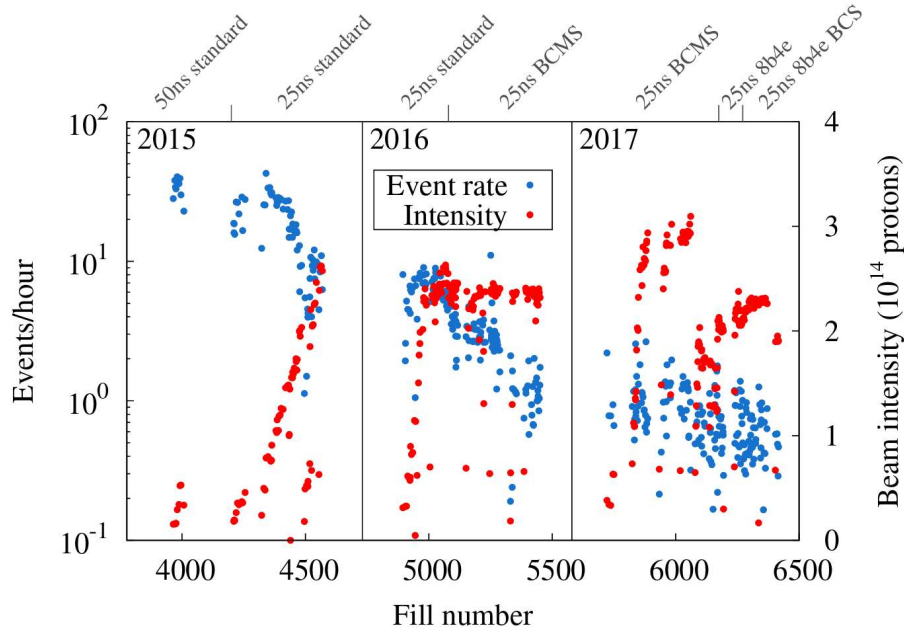 50ns standard
25ns standard
25ns standard
25ns BCMS
25ns BCMS
25ns 8b4e
25ns 8b4e BCS
10^2
10^1
10^0
10^-1
Events/hour
2015
2016
2017
Event rate
Intensity
4
3
2
1
0
Beam intensity (10^14 protons)
4000
4500
5000
5500
6000
6500
Fill number